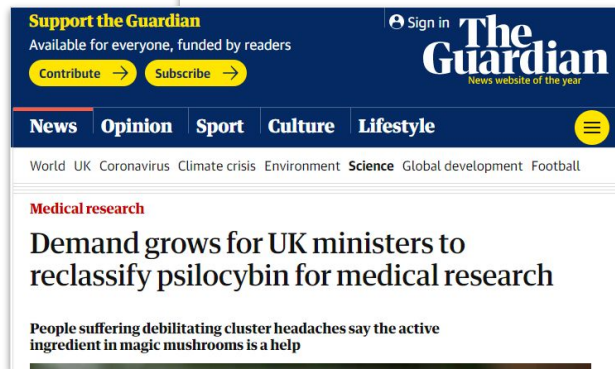 Support the Guardian
Available for everyone, funded by readers
Contribute →
Subscribe →
Sign in
The
Guardian
News website of the year
News Opinion Sport Culture Lifestyle
World UK Coronavirus Climate crisis Environment Science Global development Football
Medical research
Demand grows for UK ministers to
reclassify psilocybin for medical research
People suffering debilitating cluster headaches say the active
ingredient in magic mushrooms is a help